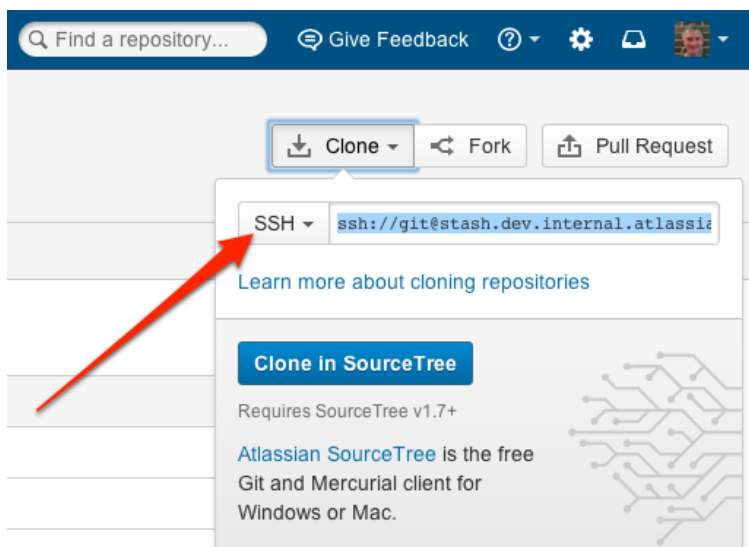 Find a repository... Give Feedback
Clone Fork Pull Request
SSH ssh://git@stash.dev.internal.atlassia
Learn more about cloning repositories
Clone in SourceTree
Requires SourceTree v1.7+
Atlassian SourceTree is the free
Git and Mercurial client for
Windows or Mac.